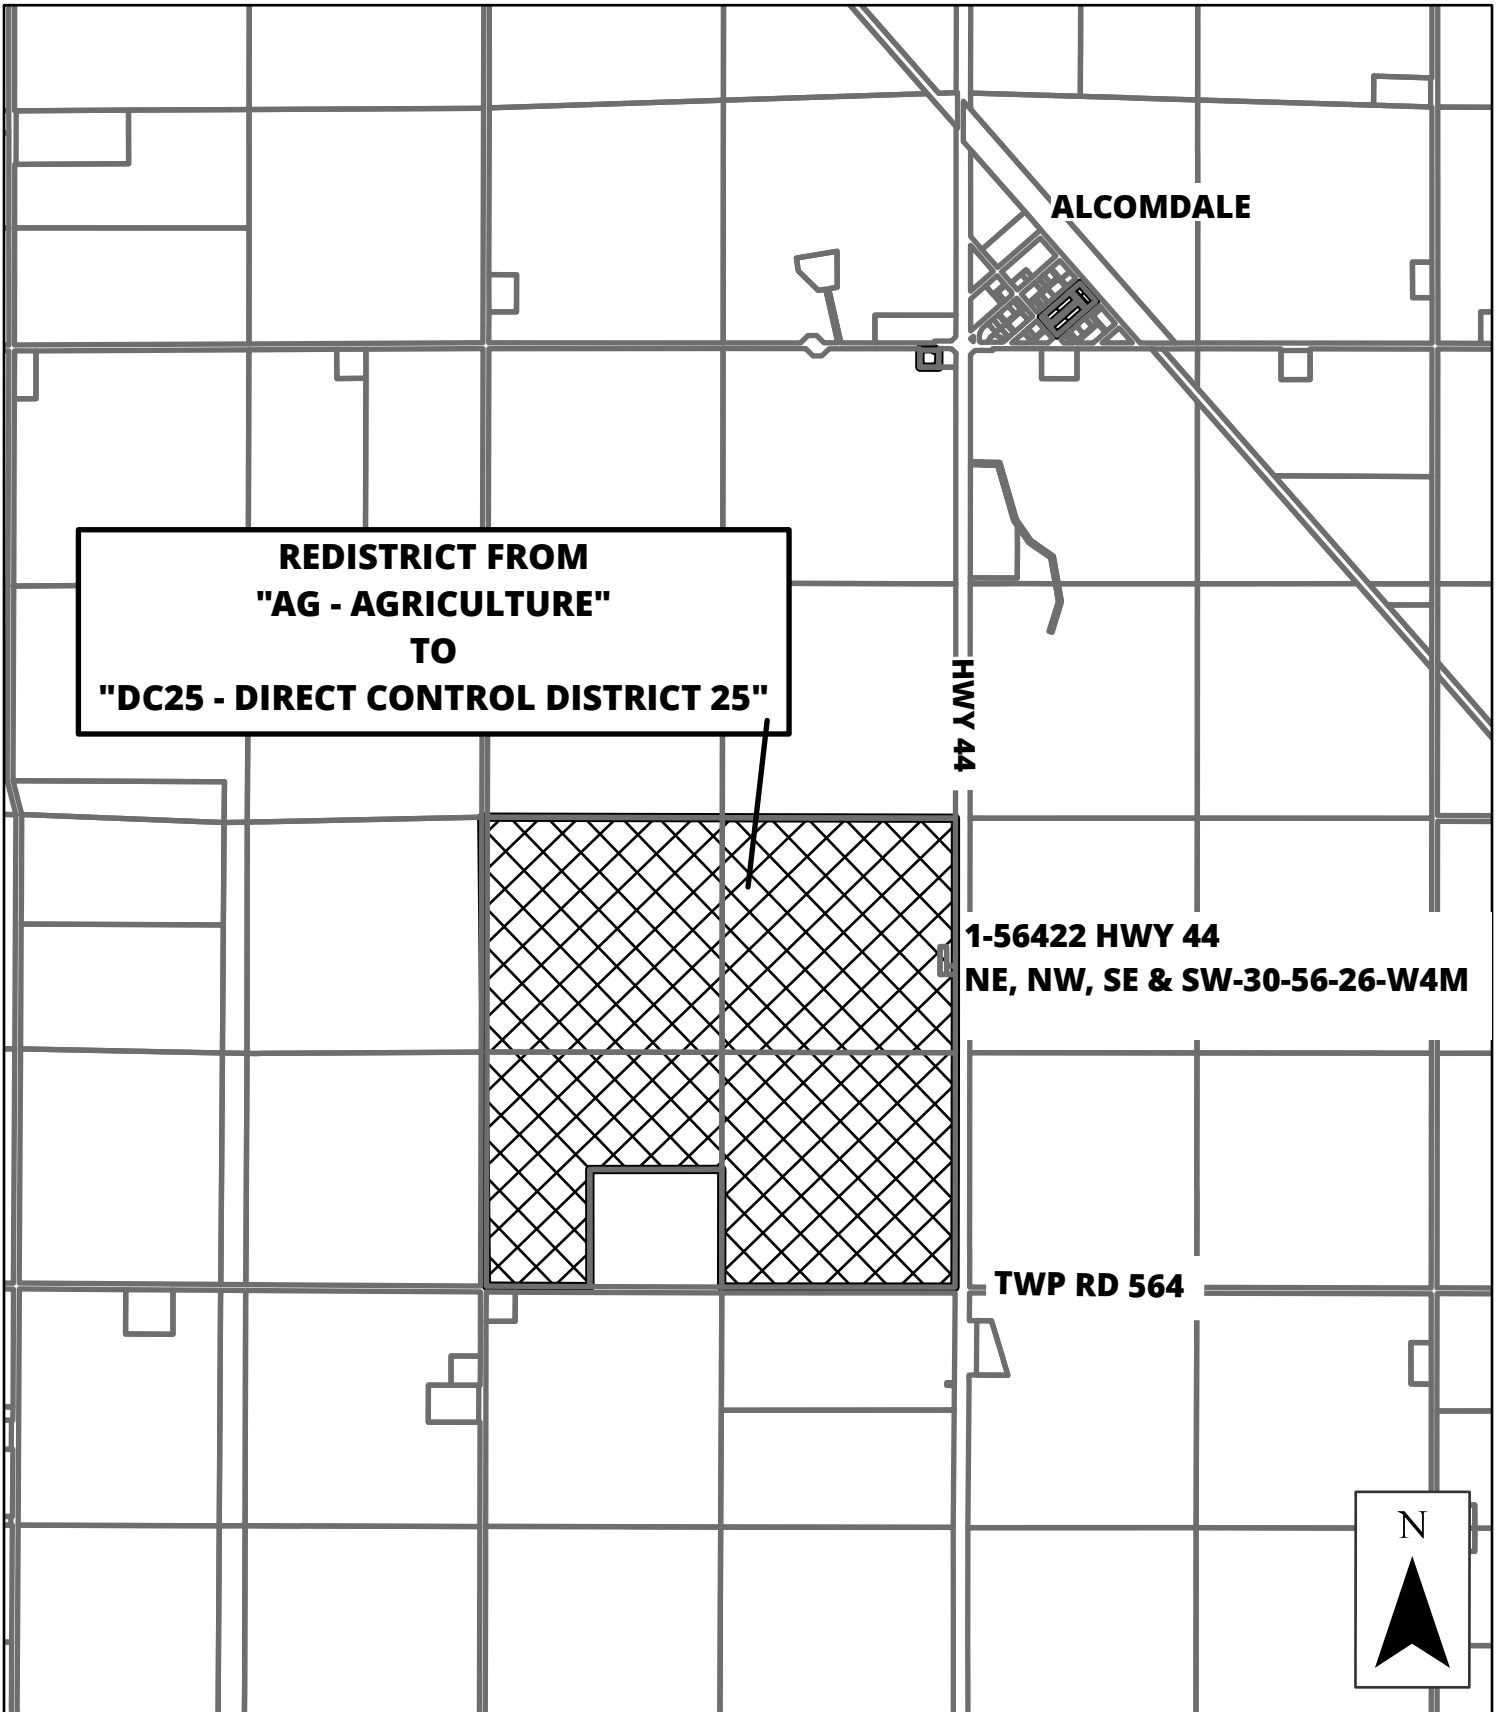 ALCOMDALE
REDISTRICT FROM
"AG - AGRICULTURE"
TO
"DC25 - DIRECT CONTROL DISTRICT 25"
HWY 44
1-56422 HWY 44
NE, NW, SE & SW-30-56-26-W4M
TWP RD 564
N